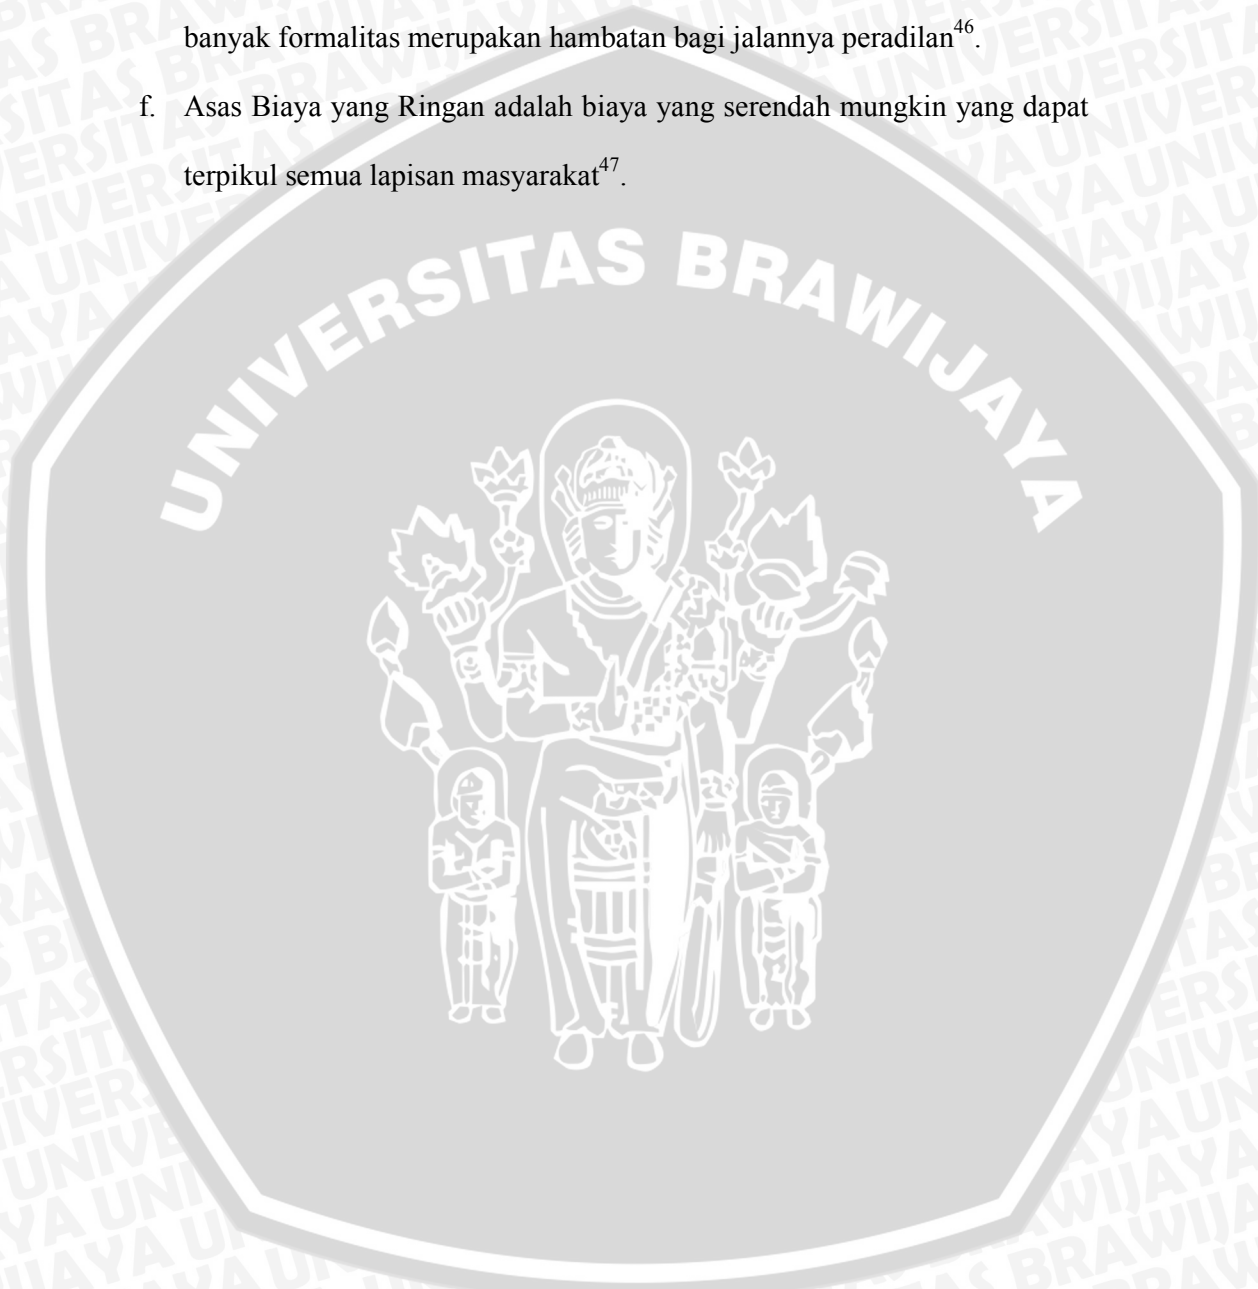 banyak formalitas merupakan hambatan bagi jalannya peradilan46.
f. Asas Biaya yang Ringan adalah biaya yang serendah mungkin yang dapat
terpikul semua lapisan masyarakat47.
UNIVERSITAS BRAWIJAYA